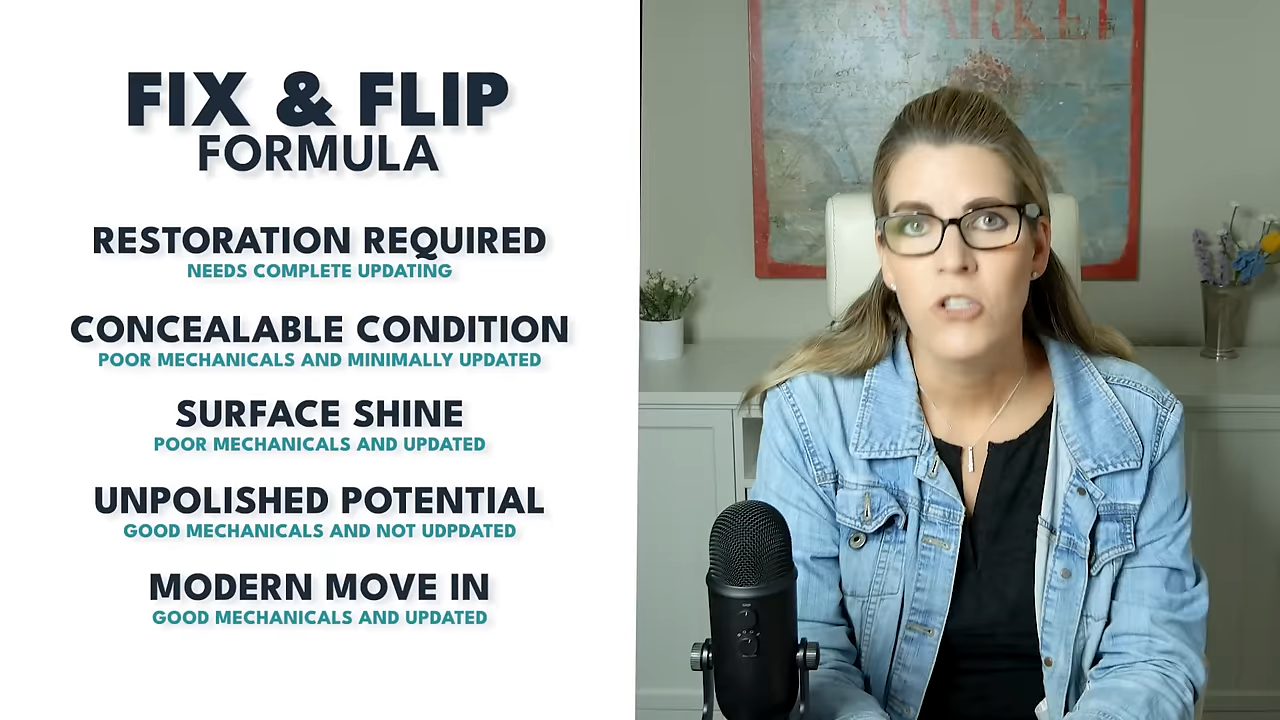 FIX & FLIP
FORMULA
RESTORATION REQUIRED
NEEDS COMPLETE UPDATING
CONCEALABLE CONDITION
POOR MECHANICALS AND MINIMALLY UPDATED
SURFACE SHINE
POOR MECHANICALS AND UPDATED
UNPOLISHED POTENTIAL
GOOD MECHANICALS AND NOT UDPDATED
MODERN MOVE IN
GOOD MECHANICALS AND UPDATED
MARKET